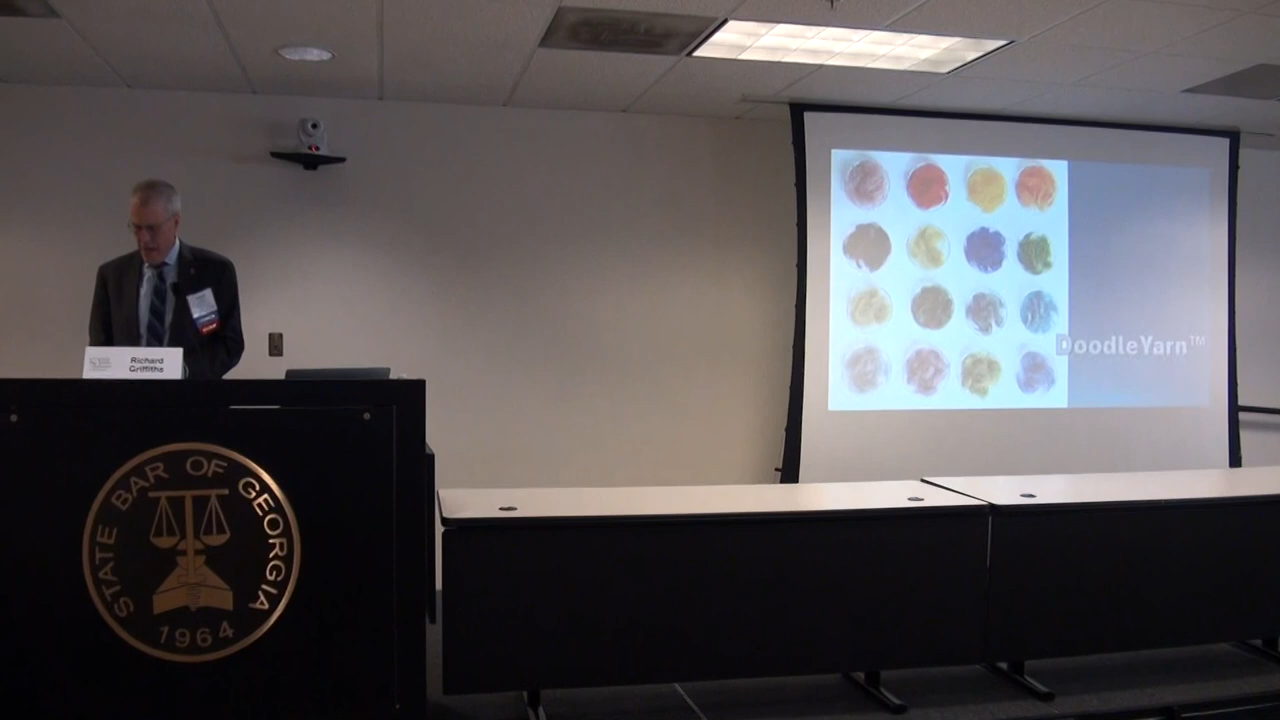 Richard
Griffiths
STATE BAR OF GEORGIA
1964
DoodleYarn™